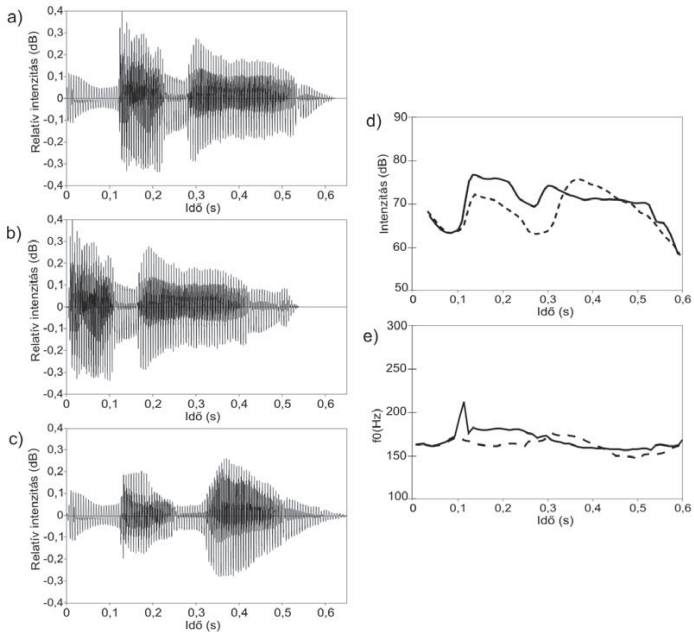 a)
Relatív intenzitás (dB)
0,4
0,3
0,2
0,1
0
-0,1
-0,2
-0,3
-0,4
0 0,1 0,2 0,3 0,4 0,5 0,6
Idő (s)
b)
Relatív intenzitás (dB)
0,4
0,3
0,2
0,1
0
-0,1
-0,2
-0,3
-0,4
0 0,1 0,2 0,3 0,4 0,5 0,6
Idő (s)
c)
Relatív intenzitás (dB)
0,4
0,3
0,2
0,1
0
-0,1
-0,2
-0,3
-0,4
0 0,1 0,2 0,3 0,4 0,5 0,6
Idő (s)
d)
Intenzitás (dB)
90
80
70
60
50
0 0,1 0,2 0,3 0,4 0,5 0,6
Idő (s)
e)
f0(Hz)
300
250
200
150
100
0 0,1 0,2 0,3 0,4 0,5 0,6
Idő (s)